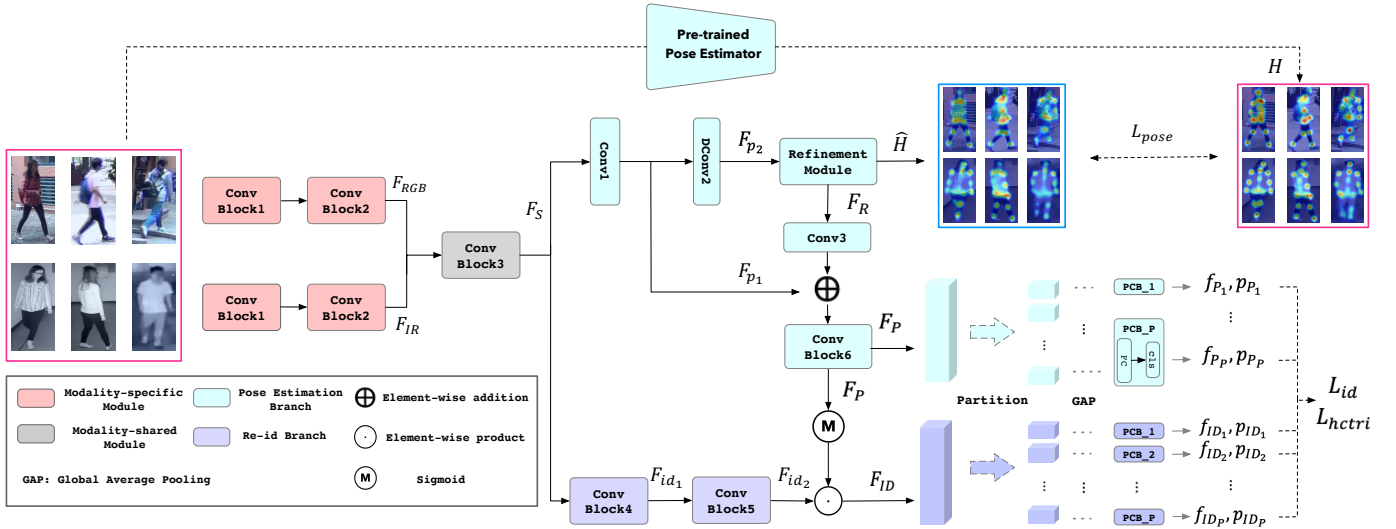 Pre-trained
Pose Estimator
H
Conv1
DConv2
F_{p_2}
Refinement
Module
Ĥ
L_{pose}
Conv
Block1
Conv
Block2
F_{RGB}
F_S
F_R
Conv
Block3
Conv3
Conv
Block1
Conv
Block2
F_{IR}
F_{p_1}
PCB_1
f_{P_1}, p_{P_1}
Conv
Block6
F_P
PCB_P
FC
cls
f_{P_P}, p_{P_P}
F_P
Partition
GAP
L_{id}
L_{hctri}
Modality-specific
Module
Pose Estimation
Branch
Element-wise addition
Modality-shared
Module
Re-id Branch
Element-wise product
GAP: Global Average Pooling
M
Sigmoid
M
PCB_1
f_{ID_1}, p_{ID_1}
PCB_2
f_{ID_2}, p_{ID_2}
Conv
Block4
F_{id_1}
Conv
Block5
F_{id_2}
F_{ID}
PCB_P
f_{ID_P}, p_{ID_P}